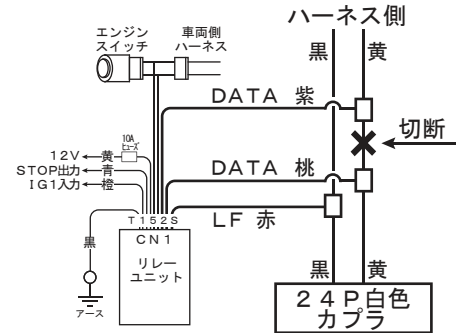 ハーネス側
エンジン
スイッチ
車両側
ハーネス
黒
黄
DATA 紫
切断
10A
ヒューズ
12V
黄
STOP出力
青
IG1入力
橙
DATA 桃
T152S
LF 赤
CN1
黒
リレー
ユニット
アース
黒
黄
24P白色
カプラ